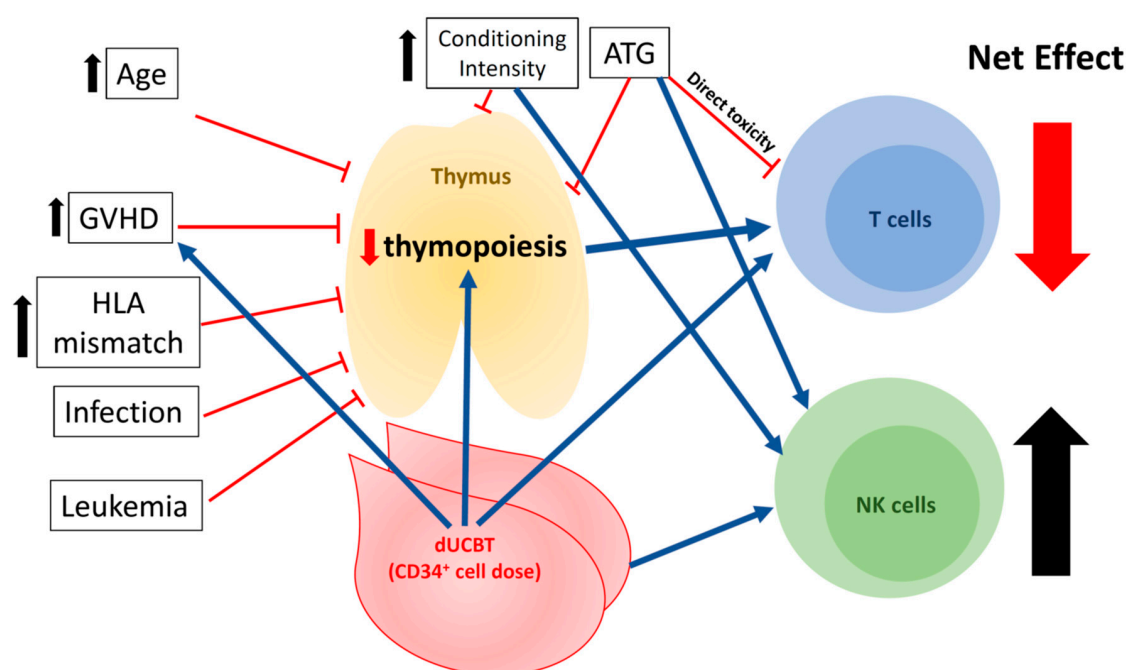 Conditioning
Intensity
ATG
Net Effect
Age
Direct toxicity
Thymus
T cells
GVHD
thymopoiesis
HLA
mismatch
Infection
Leukemia
NK cells
dUCBT
(CD34⁺ cell dose)